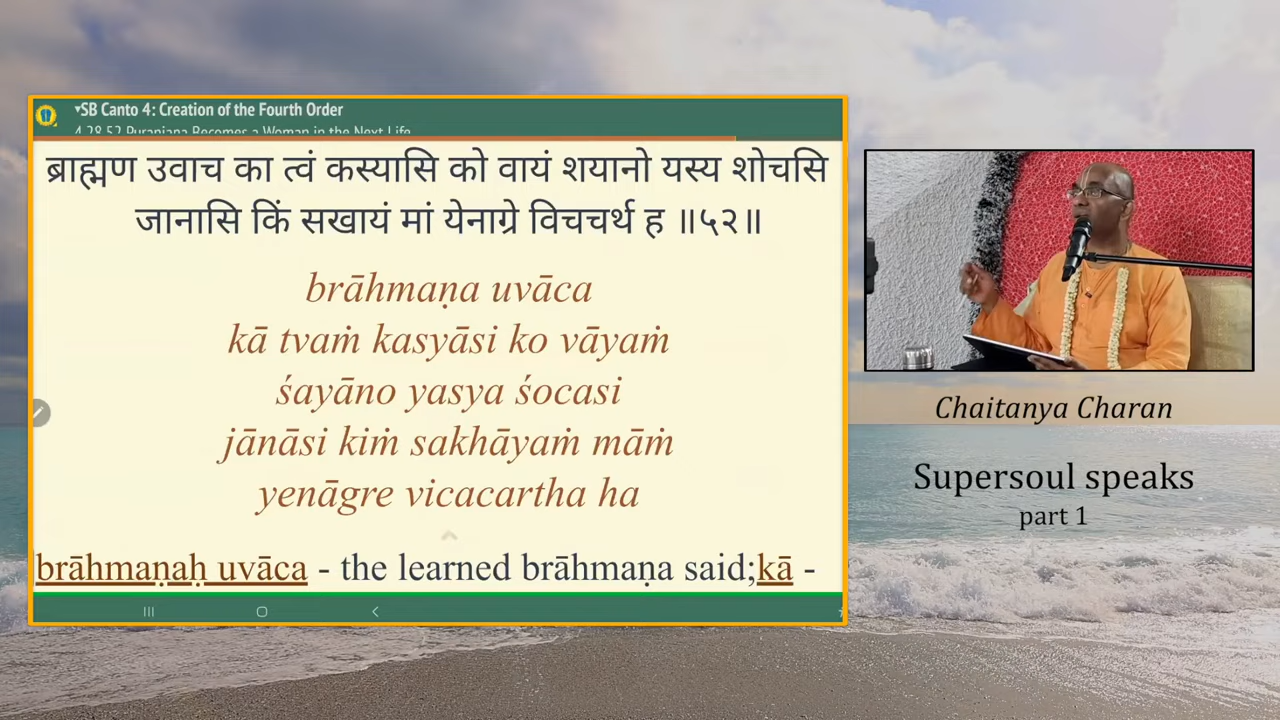 ▾SB Canto 4: Creation of the Fourth Order
4.28.52 Puranjana Becomes a Woman in the Next Life
ब्राह्मण उवाच का त्वं कस्यासि को वायं शयानो यस्य शोचसि
जानासि किं सखायं मां येनाग्रे विचचर्थ ह ॥५२॥
brāhmaṇa uvāca
kā tvaṁ kasyāsi ko vāyaṁ
śayāno yasya śocasi
jānāsi kiṁ sakhāyaṁ māṁ
yenāgre vicacartha ha
brāhmaṇaḥ uvāca - the learned brāhmaṇa said;kā -
Chaitanya Charan
Supersoul speaks
part 1